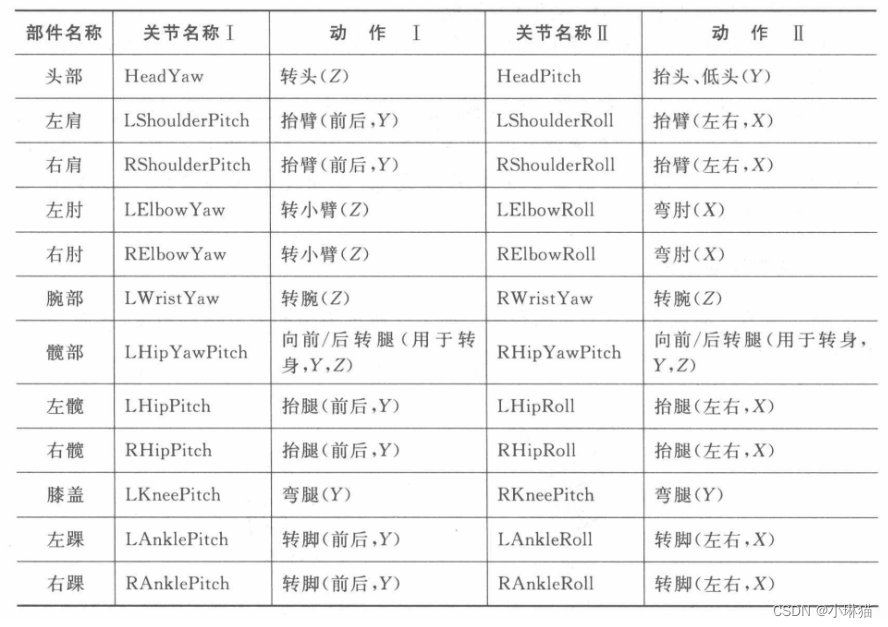 部件名称 关节名称Ⅰ 动 作 Ⅰ 关节名称Ⅱ 动 作 Ⅱ
头部 HeadYaw 转头(Z) HeadPitch 抬头、低头(Y)
左肩 LShoulderPitch 抬臂(前后,Y) LShoulderRoll 抬臂(左右,X)
右肩 RShoulderPitch 抬臂(前后,Y) RShoulderRoll 抬臂(左右,X)
左肘 LElbowYaw 转小臂(Z) LElbowRoll 弯肘(X)
右肘 RElbowYaw 转小臂(Z) RElbowRoll 弯肘(X)
腕部 LWristYaw 转腕(Z) RWristYaw 转腕(Z)
髋部 LHipYawPitch 向前/后转腿(用于转 RHipYawPitch 向前/后转腿(用于转身,
身,Y,Z) Y,Z)
左髋 LHipPitch 抬腿(前后,Y) LHipRoll 抬腿(左右,X)
右髋 RHipPitch 抬腿(前后,Y) RHipRoll 抬腿(左右,X)
膝盖 LKneePitch 弯腿(Y) RKneePitch 弯腿(Y)
左踝 LAnklePitch 转脚(前后,Y) LAnkleRoll 转脚(左右,X)
右踝 RAnklePitch 转脚(前后,Y) RAnkleRoll 转脚(左右,X)
CSDN @小琳猫